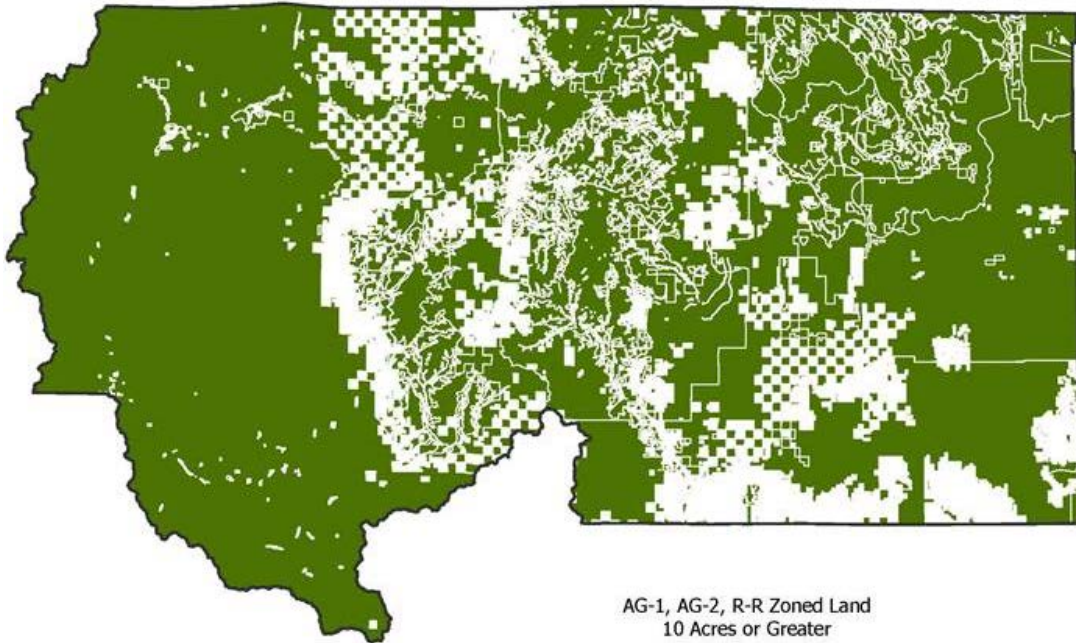 AG-1, AG-2, R-R Zoned Land
10 Acres or Greater